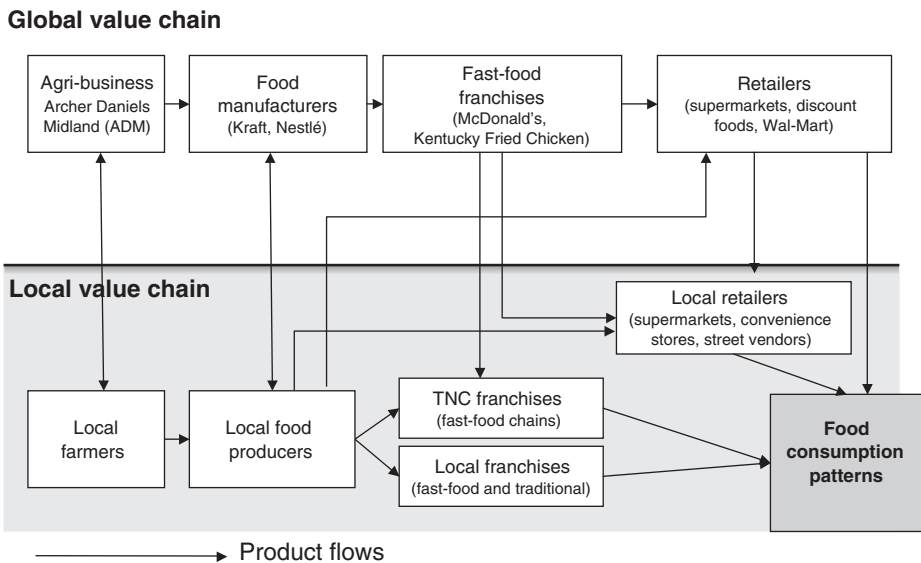 Global value chain
Agri-business
Archer Daniels
Midland (ADM)
Food
manufacturers
(Kraft, Nestlé)
Fast-food
franchises
(McDonald's,
Kentucky Fried Chicken)
Retailers
(supermarkets, discount
foods, Wal-Mart)
Local value chain
Local retailers
(supermarkets, convenience
stores, street vendors)
Local
farmers
Local food
producers
TNC franchises
(fast-food chains)
Local franchises
(fast-food and traditional)
Food
consumption
patterns
Product flows